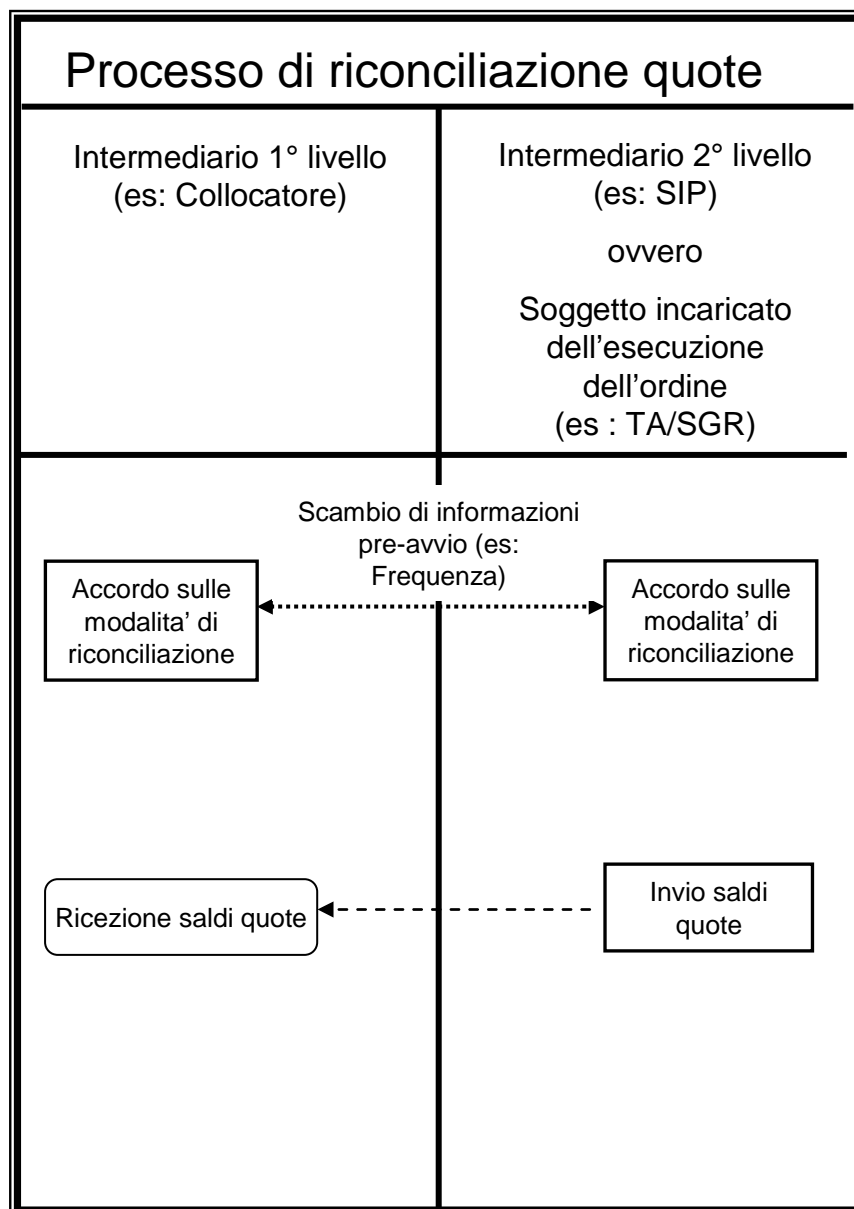 Processo di riconciliazione quote
Intermediario 1° livello
(es: Collocatore)
Intermediario 2° livello
(es: SIP)
ovvero
Soggetto incaricato
dell’esecuzione
dell’ordine
(es : TA/SGR)
Scambio di informazioni
pre-avvio (es:
Frequenza)
Accordo sulle
modalita’ di
riconciliazione
Accordo sulle
modalita’ di
riconciliazione
Ricezione saldi quote
Invio saldi
quote